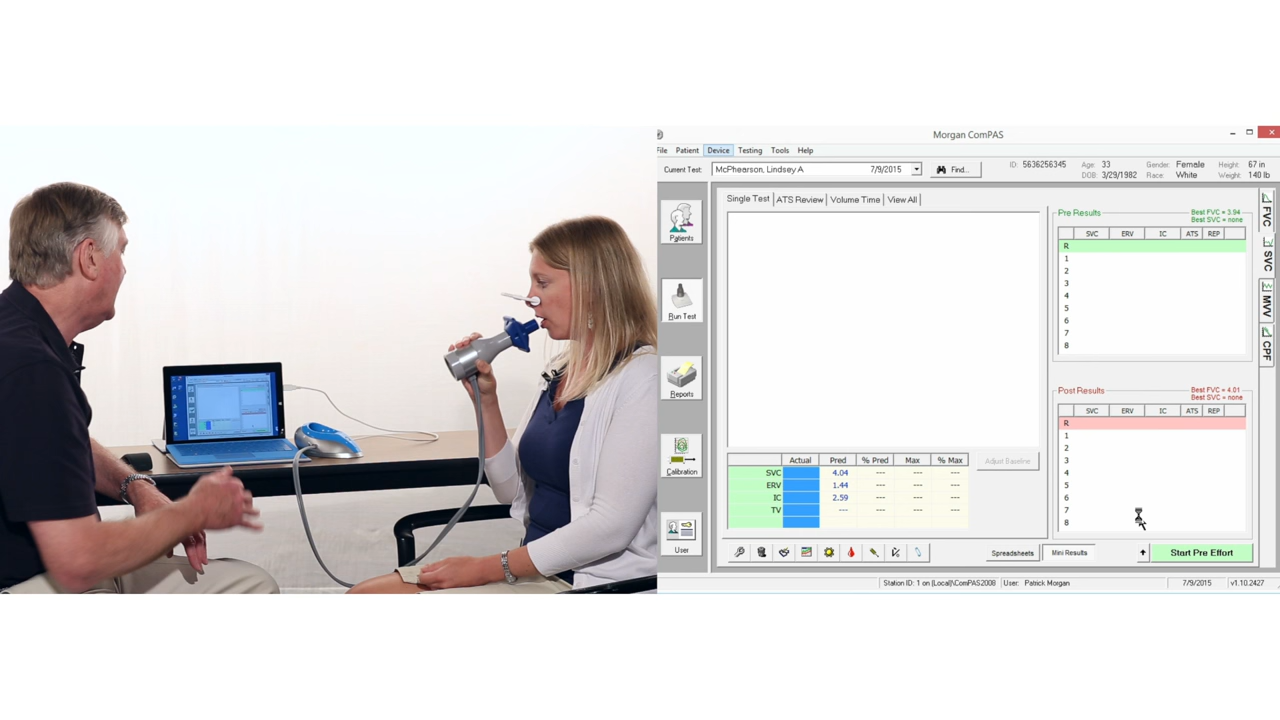 Morgan ComPAS
File Patient Device Testing Tools Help
Current Test: McPhearson, Lindsey A 7/9/2015 Find... ID: 5636256345 Age: 33 Gender: Female Height: 67 in
DOB: 3/29/1982 Race: White Weight: 140 lb
Single Test ATS Review Volume Time View All
Patients
Run Test
Reports
Calibration
User
Actual Pred % Pred Max % Max
SVC 4.04 --- --- ---
ERV 1.44 --- --- ---
IC 2.59 --- --- ---
TV --- --- --- ---
Adjust Baseline
Pre Results Best FVC = 3.94
Best SVC = none
SVC ERV IC ATS REP
R
1
2
3
4
5
6
7
8
Post Results Best FVC = 4.01
Best SVC = none
SVC ERV IC ATS REP
R
1
2
3
4
5
6
7
8
FVC
SVC
MVV
CPF
Spreadsheets Mini Results Start Pre Effort
Station ID: 1 on [Local]\ComPAS2008 User: Patrick Morgan 7/9/2015 v1.10.2427